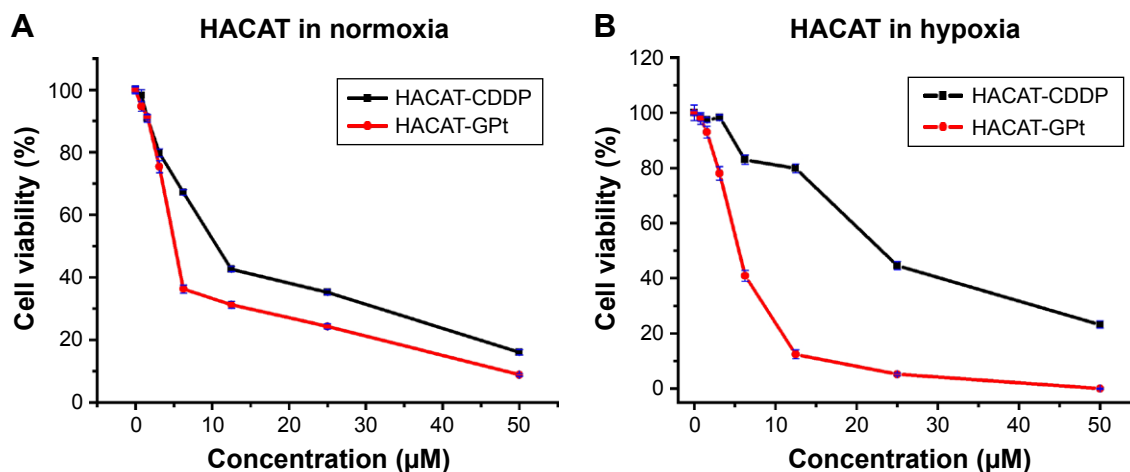 A
HACAT in normoxia
HACAT-CDDP
HACAT-GPt
100
80
60
40
20
0
Cell viability (%)
0
10
20
30
40
50
Concentration (µM)
B
HACAT in hypoxia
HACAT-CDDP
HACAT-GPt
120
100
80
60
40
20
0
Cell viability (%)
0
10
20
30
40
50
Concentration (µM)